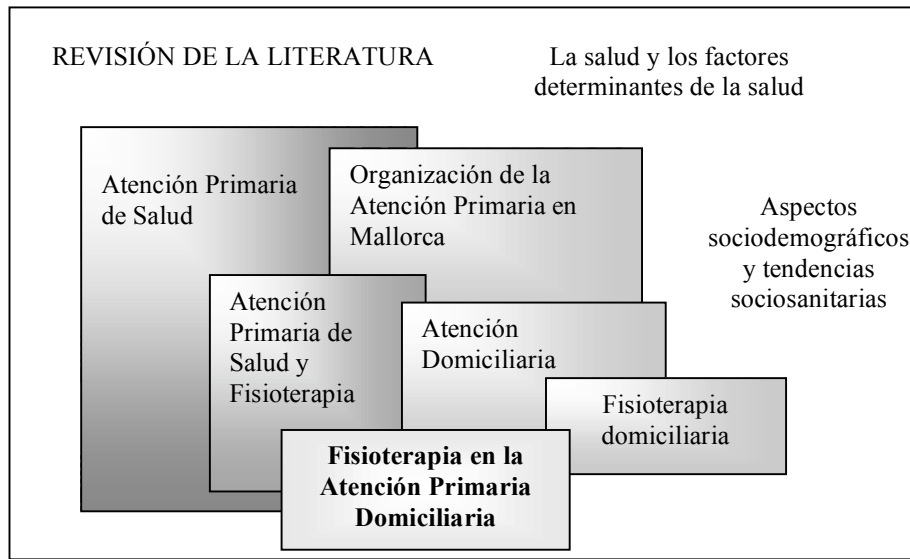 REVISIÓN DE LA LITERATURA
La salud y los factores
determinantes de la salud
Atención Primaria
de Salud
Organización de la
Atención Primaria en
Mallorca
Aspectos
sociodemográficos
y tendencias
sociosanitarias
Atención
Primaria de
Salud y
Fisioterapia
Atención
Domiciliaria
Fisioterapia
domiciliaria
Fisioterapia en la
Atención Primaria
Domiciliaria